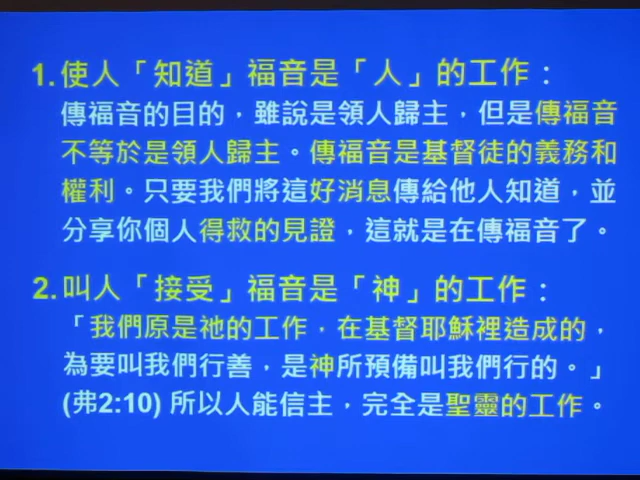 1. 使人「知道」福音是「人」的工作：
傳福音的目的，雖說是領人歸主，但是傳福音
不等於是領人歸主。傳福音是基督徒的義務和
權利。只要我們將這好消息傳給他人知道，並
分享你個人得救的見證，這就是在傳福音了。
2. 叫人「接受」福音是「神」的工作：
「我們原是祂的工作，在基督耶穌裡造成的，
為要叫我們行善，是神所預備叫我們行的。」
(弗2:10) 所以人能信主，完全是聖靈的工作。